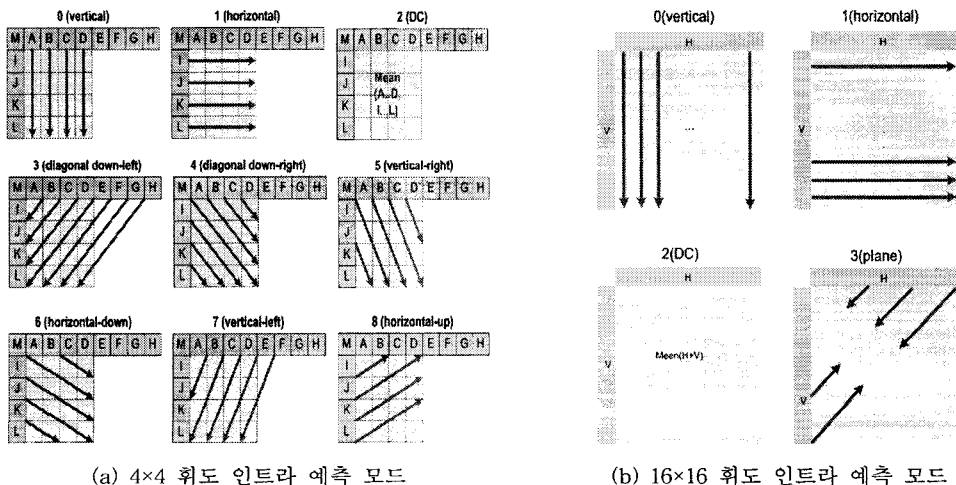 0 (vertical)
M A B C D E F G H
I
J
K
L
1 (horizontal)
M A B C D E F G H
I
J
K
L
2 (DC)
M A B C D E F G H
I
J
K
L
Mean
(A..D
I...L)
3 (diagonal down-left)
M A B C D E F G H
I
J
K
L
4 (diagonal down-right)
M A B C D E F G H
I
J
K
L
5 (vertical-right)
M A B C D E F G H
I
J
K
L
6 (horizontal-down)
M A B C D E F G H
I
J
K
L
7 (vertical-left)
M A B C D E F G H
I
J
K
L
8 (horizontal-up)
M A B C D E F G H
I
J
K
L
(a) 4×4 휘도 인트라 예측 모드
0(vertical)
H
V
...
1(horizontal)
H
V
2(DC)
H
V
Mean(H+V)
3(plane)
H
V
(b) 16×16 휘도 인트라 예측 모드